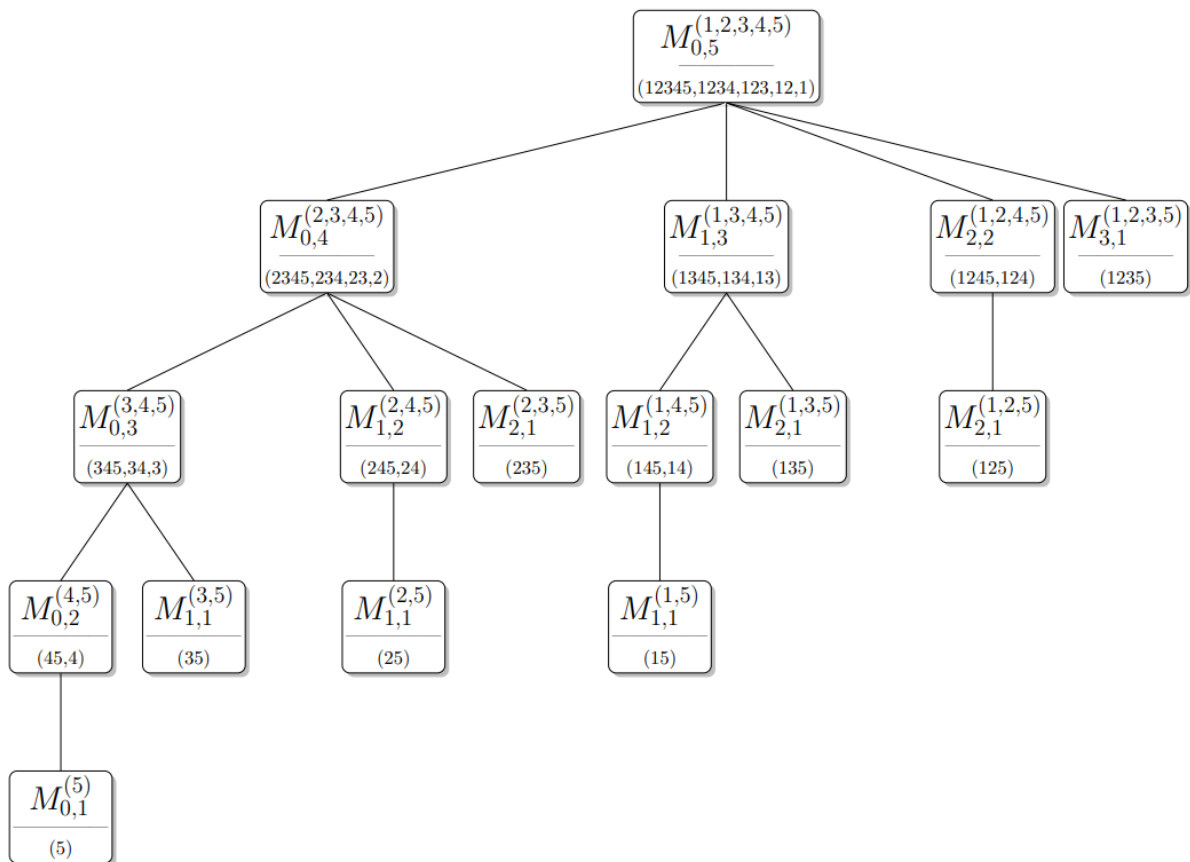 M_{0,5}^{(1,2,3,4,5)}
(12345,1234,123,12,1)
M_{0,4}^{(2,3,4,5)}
(2345,234,23,2)
M_{1,3}^{(1,3,4,5)}
(1345,134,13)
M_{2,2}^{(1,2,4,5)}
(1245,124)
M_{3,1}^{(1,2,3,5)}
(1235)
M_{0,3}^{(3,4,5)}
(345,34,3)
M_{1,2}^{(2,4,5)}
(245,24)
M_{2,1}^{(2,3,5)}
(235)
M_{1,2}^{(1,4,5)}
(145,14)
M_{2,1}^{(1,3,5)}
(135)
M_{2,1}^{(1,2,5)}
(125)
M_{0,2}^{(4,5)}
(45,4)
M_{1,1}^{(3,5)}
(35)
M_{1,1}^{(2,5)}
(25)
M_{1,1}^{(1,5)}
(15)
M_{0,1}^{(5)}
(5)